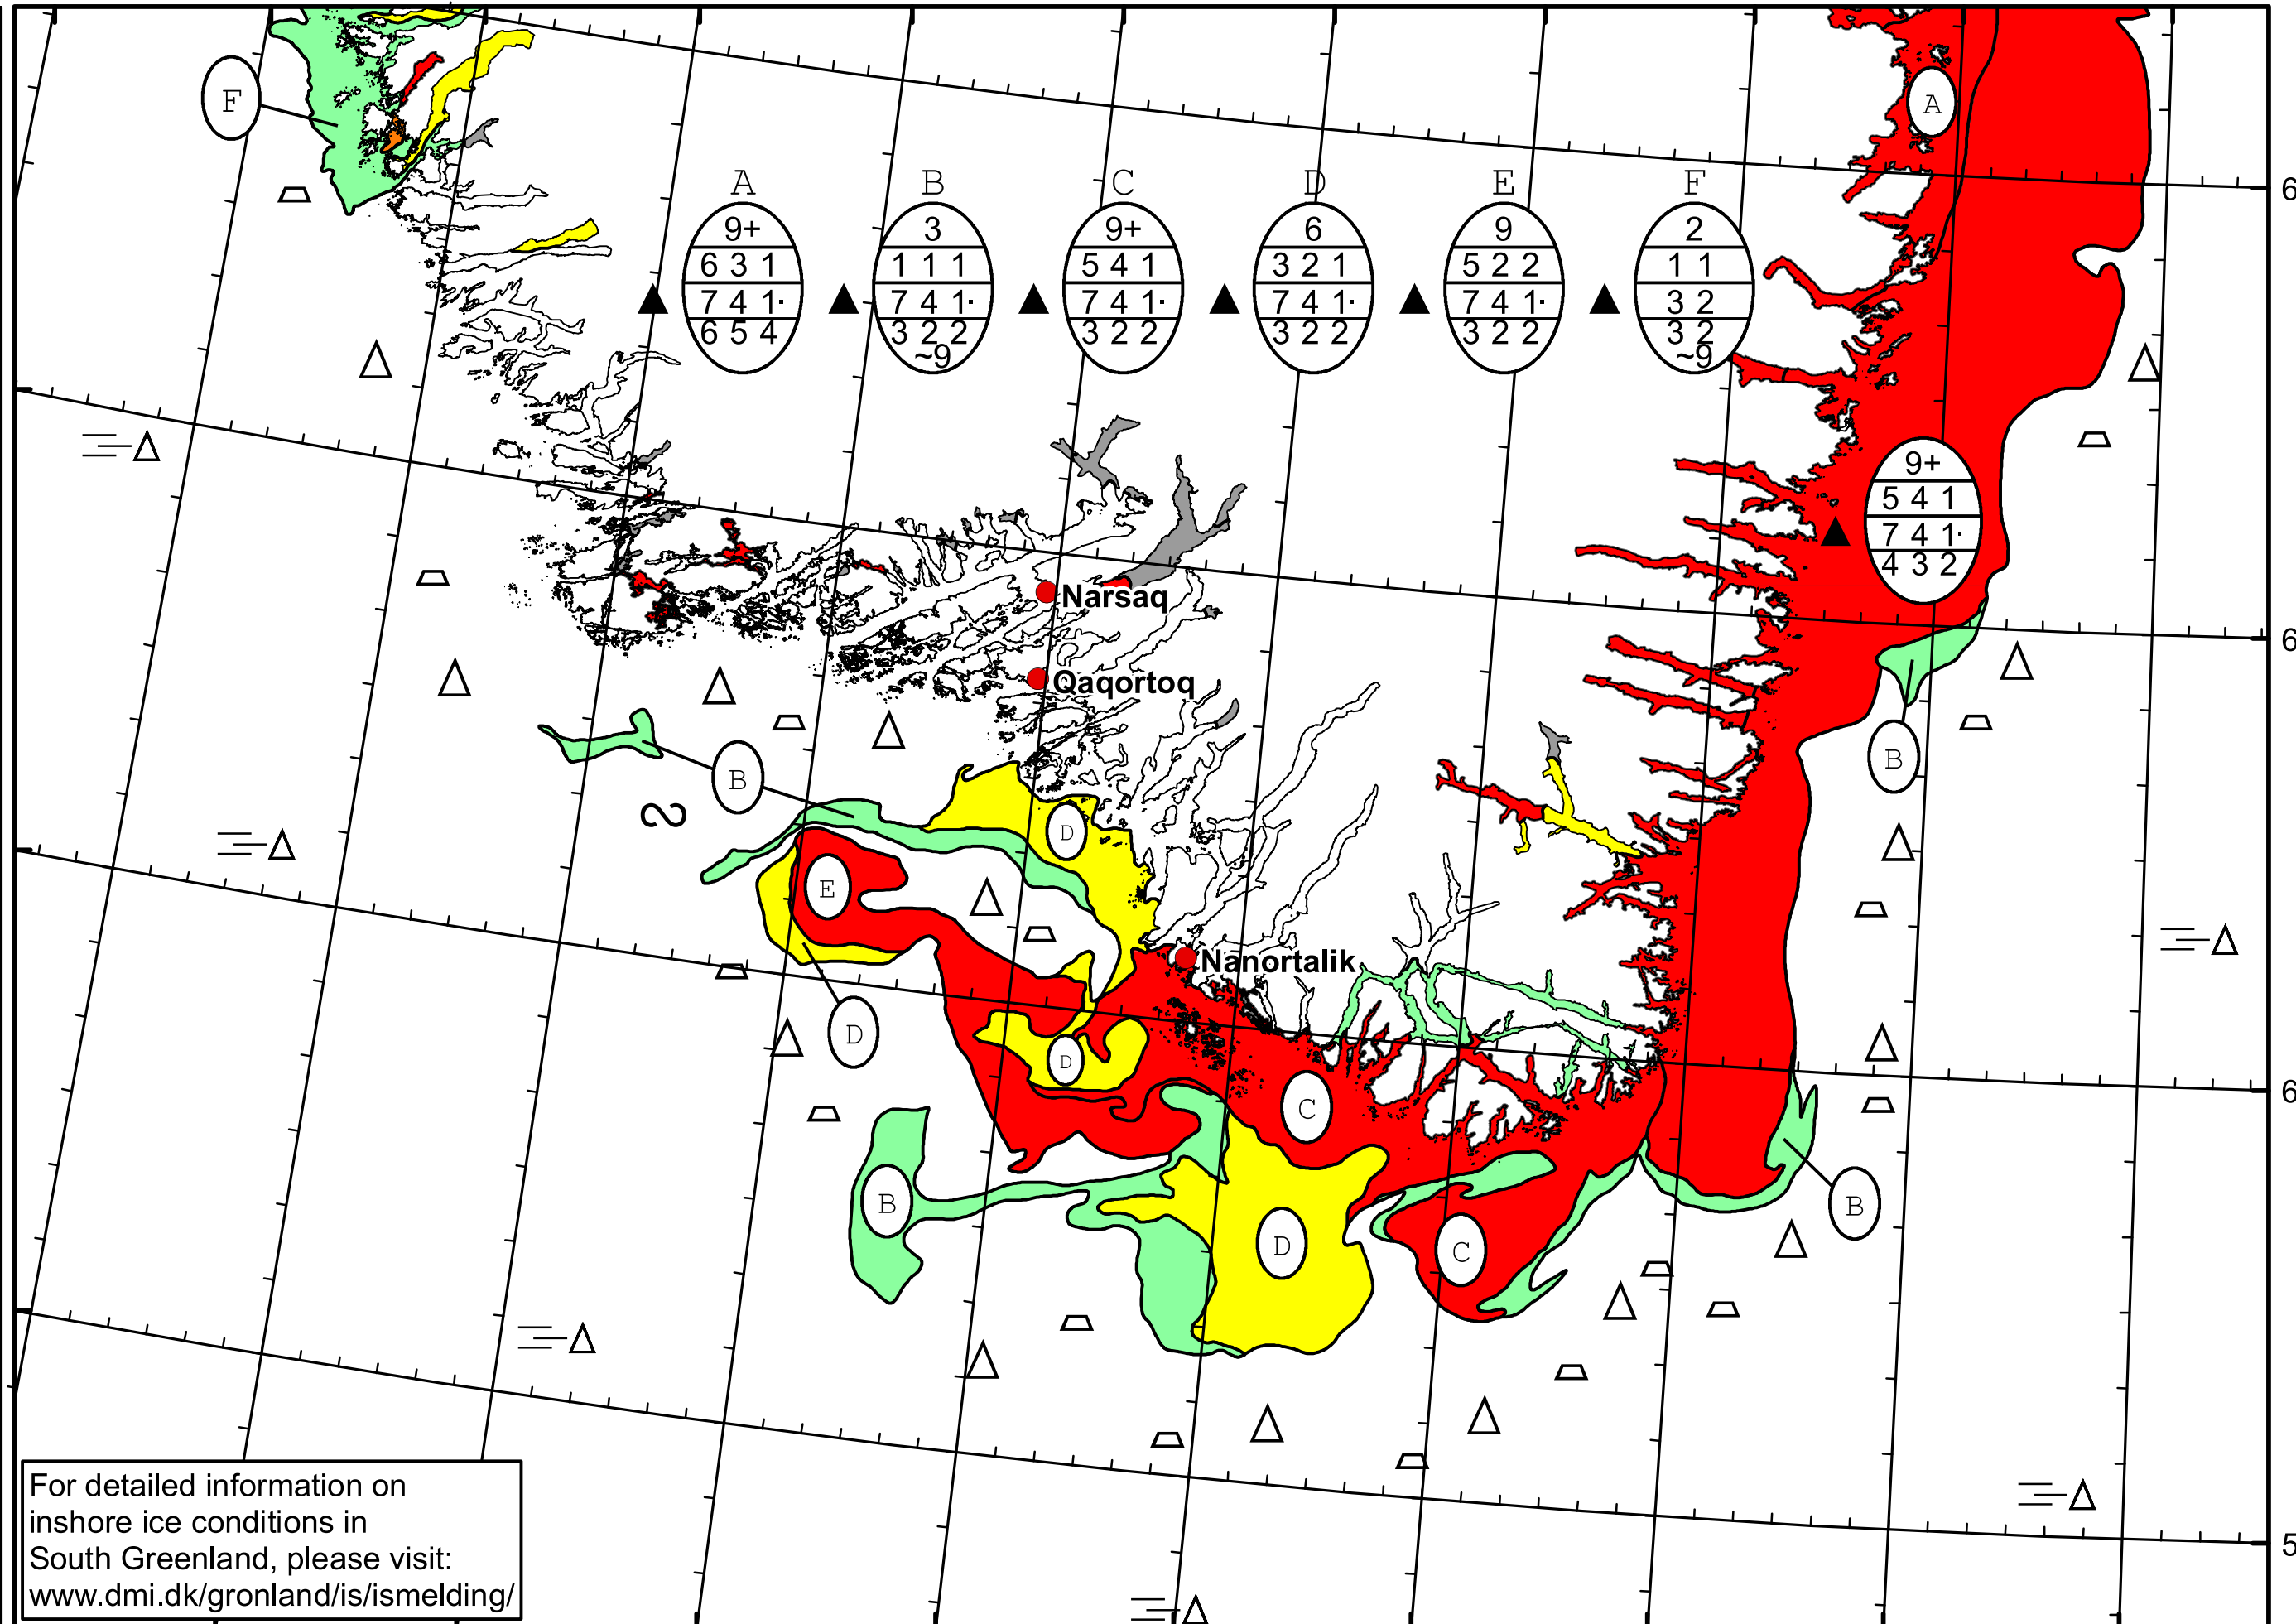 F
A
A
B
C
D
E
F
9+
6 3 1
7 4 1·
6 5 4
3
1 1 1
7 4 1·
3 2 2
~9
9+
5 4 1
7 4 1·
3 2 2
6
3 2 1
7 4 1·
3 2 2
9
5 2 2
7 4 1·
3 2 2
2
1 1
3 2
3 2
~9
6
9+
5 4 1
7 4 1·
4 3 2
Narsaq
6
Qaqortoq
B
B
D
E
Nanortalik
D
D
C
6
B
D
C
B
5
For detailed information on
inshore ice conditions in
South Greenland, please visit:
www.dmi.dk/gronland/is/ismelding/